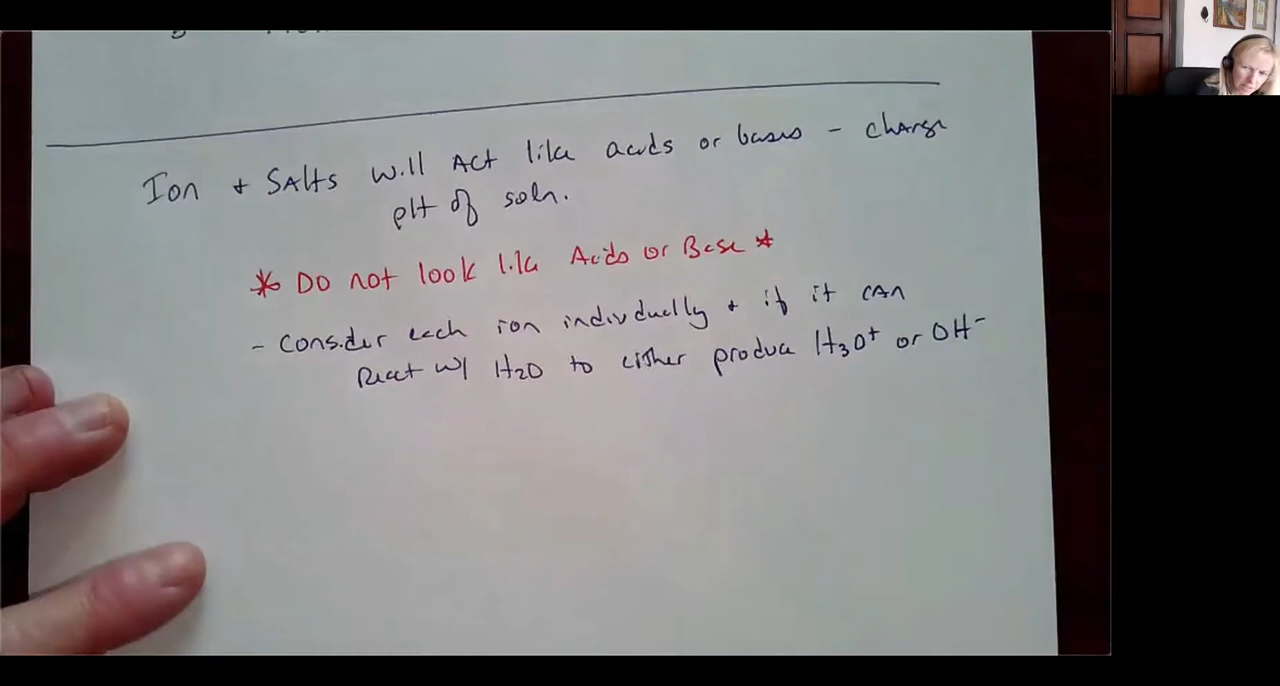 Ion + SAlts will Act like acids or bases - change
pH of soln.
* Do not look like Acids or Base *
- Consider each ion individually + if it can
React w/ H2O to either produce H3O+ or OH-